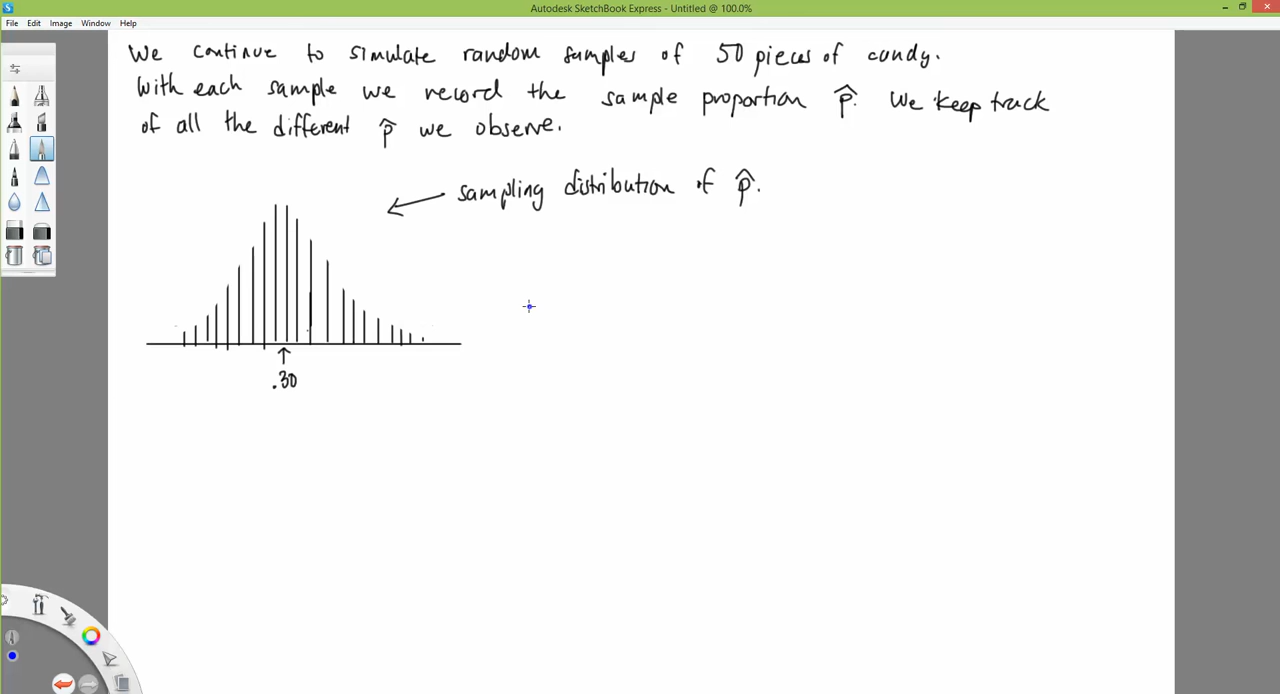 Autodesk SketchBook Express - Untitled @ 100.0%
File Edit Image Window Help
We continue to simulate random samples of 50 pieces of candy.
With each sample we record the sample proportion p̂. We keep track
of all the different p̂ we observe.
sampling distribution of p̂.
.30